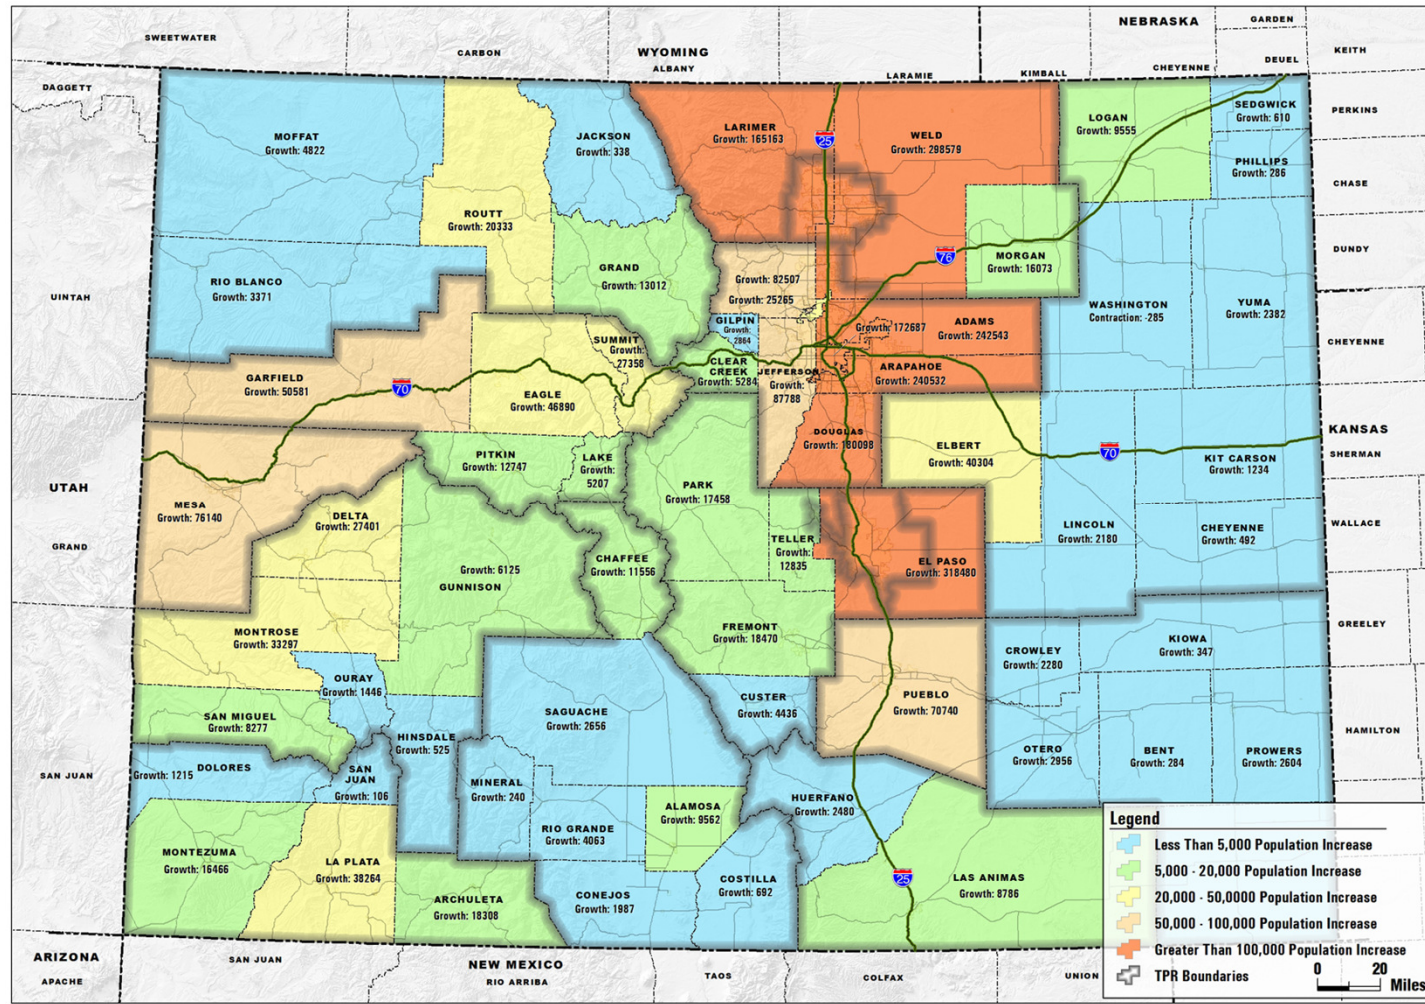 NEBRASKA
GARDEN
SWEETWATER
CARBON
WYOMING
ALBANY
LARAMIE
KIMBALL
CHEYENNE
DEUEL
KEITH
DAGGETT
PERKINS
MOFFAT
Growth: 4822
JACKSON
Growth: 338
LARIMER
Growth: 165163
25
WELD
Growth: 298579
LOGAN
Growth: 9555
SEDGWICK
Growth: 610
PHILLIPS
Growth: 286
CHASE
ROUTT
Growth: 20333
GRAND
Growth: 13012
76
MORGAN
Growth: 16073
DUNDY
UINTAH
RIO BLANCO
Growth: 3371
Growth: 82507
Growth: 25265
WASHINGTON
Contraction: -285
YUMA
Growth: 2382
GILPIN
Growth:
2864
Growth: 172687
ADAMS
Growth: 242543
CHEYENNE
SUMMIT
Growth:
27358
CLEAR
CREEK
Growth: 5284
JEFFERSON
Growth:
87788
ARAPAHOE
Growth: 240532
GARFIELD
Growth: 50581
70
EAGLE
Growth: 46890
DOUGLAS
Growth: 180098
ELBERT
Growth: 40304
70
KANSAS
SHERMAN
KIT CARSON
Growth: 1234
PITKIN
Growth: 12747
LAKE
Growth:
5207
PARK
Growth: 17458
UTAH
GRAND
MESA
Growth: 76140
DELTA
Growth: 27401
LINCOLN
Growth: 2180
CHEYENNE
Growth: 492
WALLACE
TELLER
Growth:
12835
EL PASO
Growth: 318480
Growth: 6125
GUNNISON
CHAFFEE
Growth: 11556
MONTROSE
Growth: 33297
FREMONT
Growth: 18470
GREELEY
CROWLEY
Growth: 2280
KIOWA
Growth: 347
OURAY
Growth: 1446
SAN MIGUEL
Growth: 8277
SAGUACHE
Growth: 2656
CUSTER
Growth: 4436
PUEBLO
Growth: 70740
HAMILTON
HINSDALE
Growth: 525
OTERO
Growth: 2956
BENT
Growth: 284
PROWERS
Growth: 2604
SAN JUAN
DOLORES
Growth: 1215
SAN
JUAN
Growth: 106
MINERAL
Growth: 240
HUERFANO
Growth: 2480
ALAMOSA
Growth: 9562
RIO GRANDE
Growth: 4063
MONTEZUMA
Growth: 16466
LA PLATA
Growth: 38264
ARCHULETA
Growth: 18308
CONEJOS
Growth: 1987
COSTILLA
Growth: 692
25
LAS ANIMAS
Growth: 8786
Legend
Less Than 5,000 Population Increase
5,000 - 20,000 Population Increase
20,000 - 50,0000 Population Increase
50,000 - 100,000 Population Increase
Greater Than 100,000 Population Increase
TPR Boundaries
0 20
Miles
ARIZONA
APACHE
SAN JUAN
NEW MEXICO
RIO ARRIBA
TAOS
COLFAX
UNION